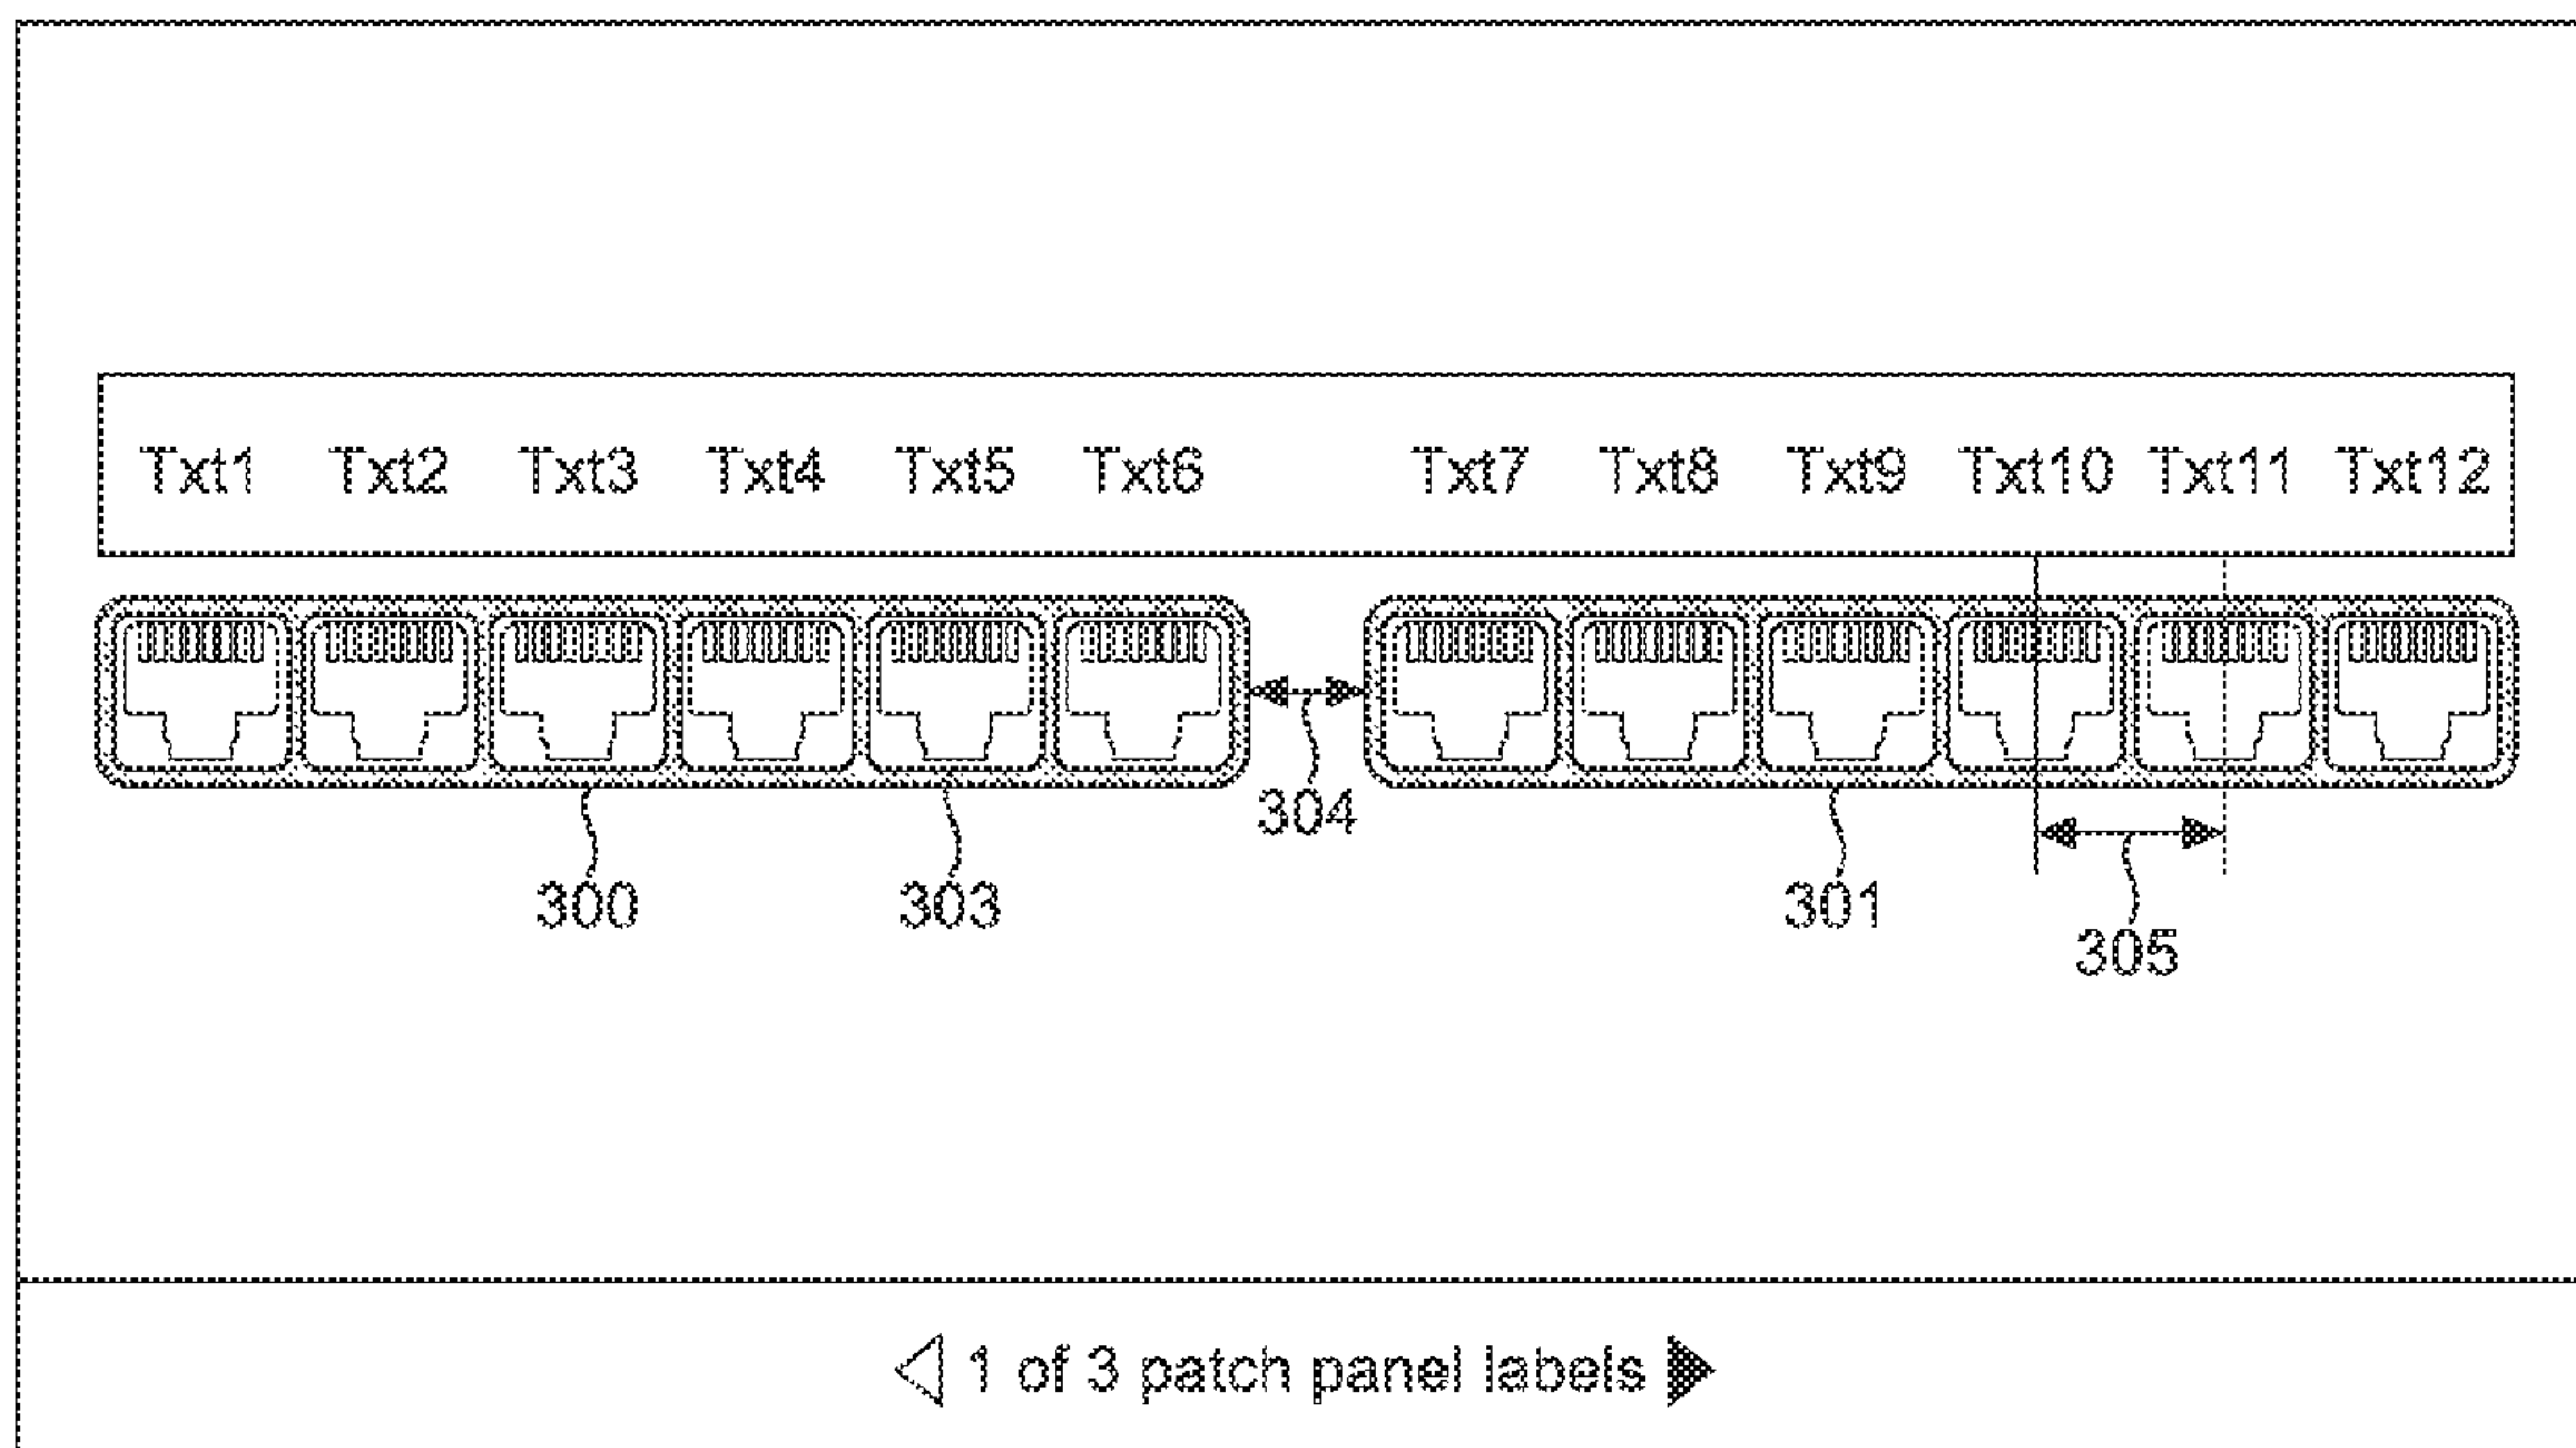 Txt1 Txt2 Txt3 Txt4 Txt5 Txt6 Txt7 Txt8 Txt9 Txt10 Txt11 Txt12
304
300 303 301
305
1 of 3 patch panel labels